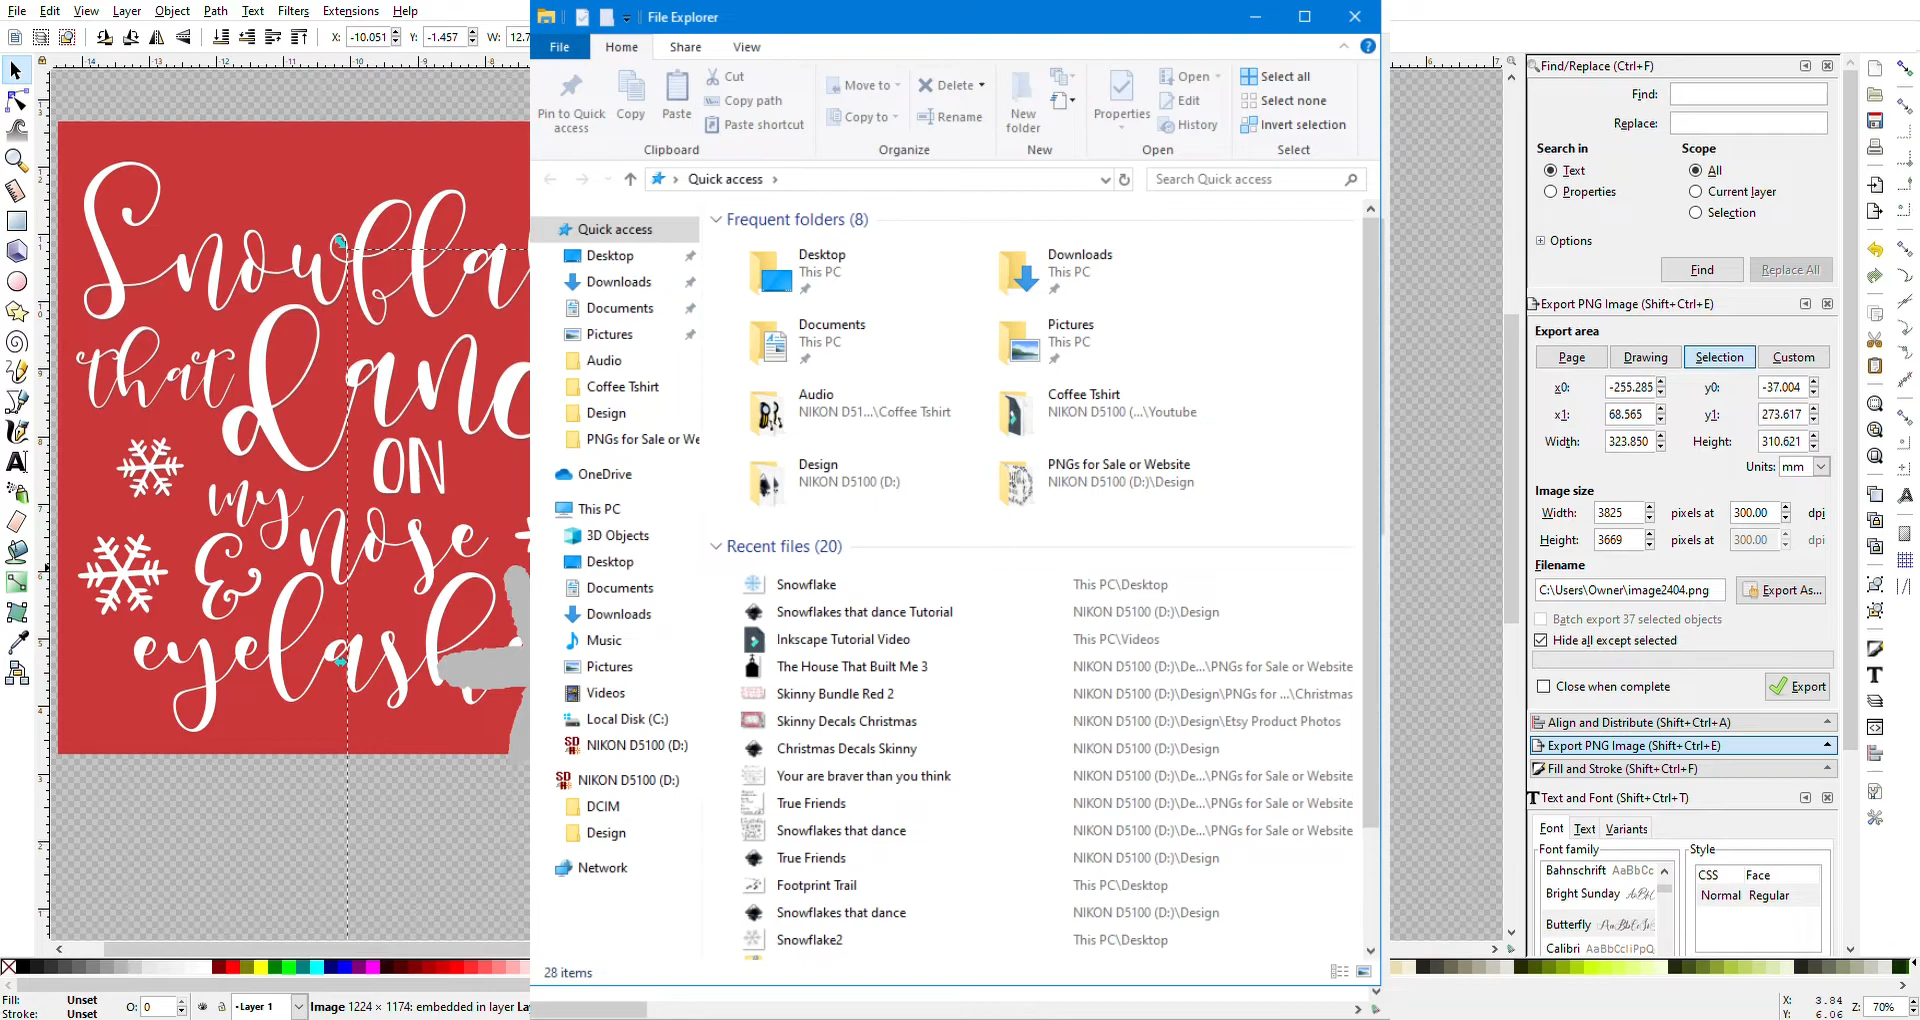 File Edit View Layer Object Path Text Filters Extensions Help
X: -10.051 Y: -1.457 W: 12.7
Snowfla
that danc
ON
my nose
&
eyelash
Fill: Unset
Stroke: Unset
O: 0
Layer 1
Image 1224 × 1174: embedded in layer La
File Explorer
File Home Share View
Pin to Quick access
Copy
Paste
Cut
Copy path
Paste shortcut
Clipboard
Move to
Copy to
Delete
Rename
Organize
New folder
New
Properties
Open
Edit
History
Open
Select all
Select none
Invert selection
Select
Quick access
Search Quick access
Quick access
Desktop
Downloads
Documents
Pictures
Audio
Coffee Tshirt
Design
PNGs for Sale or We
OneDrive
This PC
3D Objects
Desktop
Documents
Downloads
Music
Pictures
Videos
Local Disk (C:)
NIKON D5100 (D:)
NIKON D5100 (D:)
DCIM
Design
Network
Frequent folders (8)
Desktop
This PC
Downloads
This PC
Documents
This PC
Pictures
This PC
Audio
NIKON D51...\Coffee Tshirt
Coffee Tshirt
NIKON D5100 (...\Youtube
Design
NIKON D5100 (D:)
PNGs for Sale or Website
NIKON D5100 (D:)\Design
Recent files (20)
Snowflake This PC\Desktop
Snowflakes that dance Tutorial NIKON D5100 (D:)\Design
Inkscape Tutorial Video This PC\Videos
The House That Built Me 3 NIKON D5100 (D:)\De...\PNGs for Sale or Website
Skinny Bundle Red 2 NIKON D5100 (D:)\Design\PNGs for ...\Christmas
Skinny Decals Christmas NIKON D5100 (D:)\Design\Etsy Product Photos
Christmas Decals Skinny NIKON D5100 (D:)\Design
Your are braver than you think NIKON D5100 (D:)\De...\PNGs for Sale or Website
True Friends NIKON D5100 (D:)\De...\PNGs for Sale or Website
Snowflakes that dance NIKON D5100 (D:)\De...\PNGs for Sale or Website
True Friends NIKON D5100 (D:)\Design
Footprint Trail This PC\Desktop
Snowflakes that dance NIKON D5100 (D:)\Design
Snowflake2 This PC\Desktop
28 items
Find/Replace (Ctrl+F)
Find:
Replace:
Search in Scope
Text All
Properties Current layer
Selection
Options
Find Replace All
Export PNG Image (Shift+Ctrl+E)
Export area
Page Drawing Selection Custom
x0: -255.285 y0: -37.004
x1: 68.565 y1: 273.617
Width: 323.850 Height: 310.621
Units: mm
Image size
Width: 3825 pixels at 300.00 dpi
Height: 3669 pixels at 300.00 dpi
Filename
C:\Users\Owner\image2404.png Export As...
Batch export 37 selected objects
Hide all except selected
Close when complete Export
Align and Distribute (Shift+Ctrl+A)
Export PNG Image (Shift+Ctrl+E)
Fill and Stroke (Shift+Ctrl+F)
Text and Font (Shift+Ctrl+T)
Font Text Variants
Font family Style
Bahnschrift AaBbCc
Bright Sunday
Butterfly
Calibri AaBbCcIiPpQ
CSS Face
Normal Regular
X: 3.84
Y: 6.06
Z: 70%